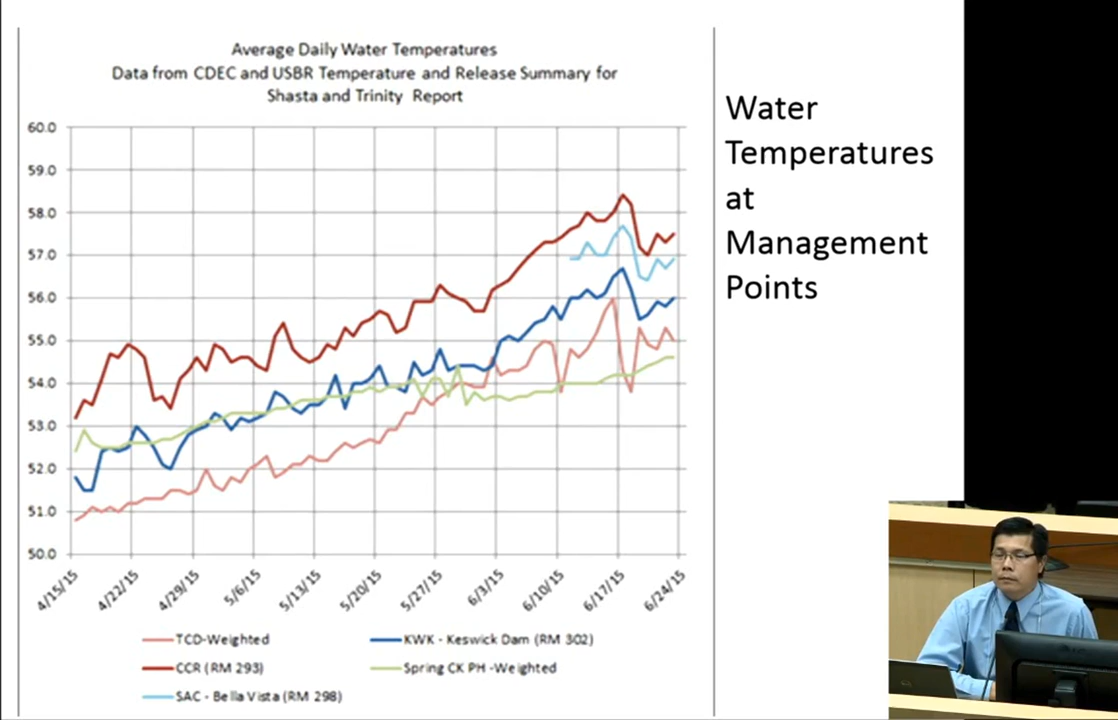 Average Daily Water Temperatures
Data from CDEC and USBR Temperature and Release Summary for
Shasta and Trinity Report
60.0
59.0
58.0
57.0
56.0
55.0
54.0
53.0
52.0
51.0
50.0
4/15/15
4/22/15
4/29/15
5/6/15
5/13/15
5/20/15
5/27/15
6/3/15
6/10/15
6/17/15
6/24/15
TCD-Weighted
KWK - Keswick Dam (RM 302)
CCR (RM 293)
Spring CK PH -Weighted
SAC - Bella Vista (RM 298)
Water
Temperatures
at
Management
Points